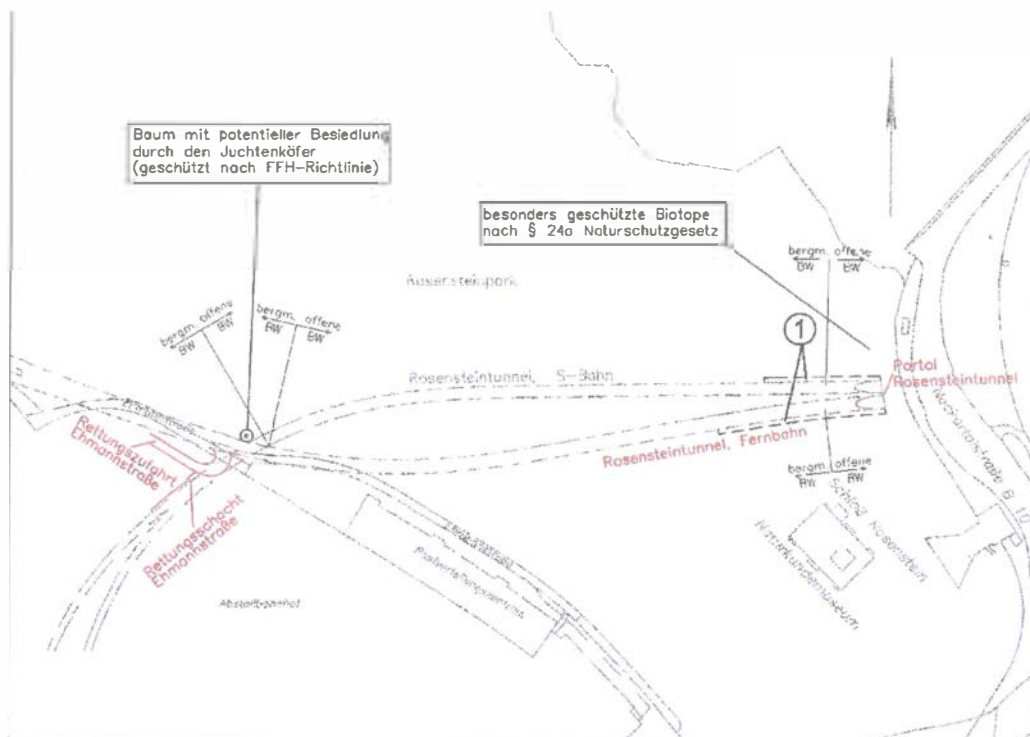 Baum mit potentieller Besiedlung
durch den Juchtenkäfer
(geschützt nach FFH-Richtlinie)
besonders geschützte Biotope
nach § 24a Naturschutzgesetz
bergm. offene
BW BW
Rosensteinpark
bergm. offene
BW BW
bergm. offene
BW BW
1
Rosensteintunnel, S-Bahn
Portal
Rosensteintunnel
Rosensteintunnel, Fernbahn
Rettungszufahrt
Ehmannstraße
Rettungsschacht
Ehmannstraße
bergm. offene
BW BW
Schloß Rosenstein
Naturkundemuseum
B 10
Abstellbahnhof